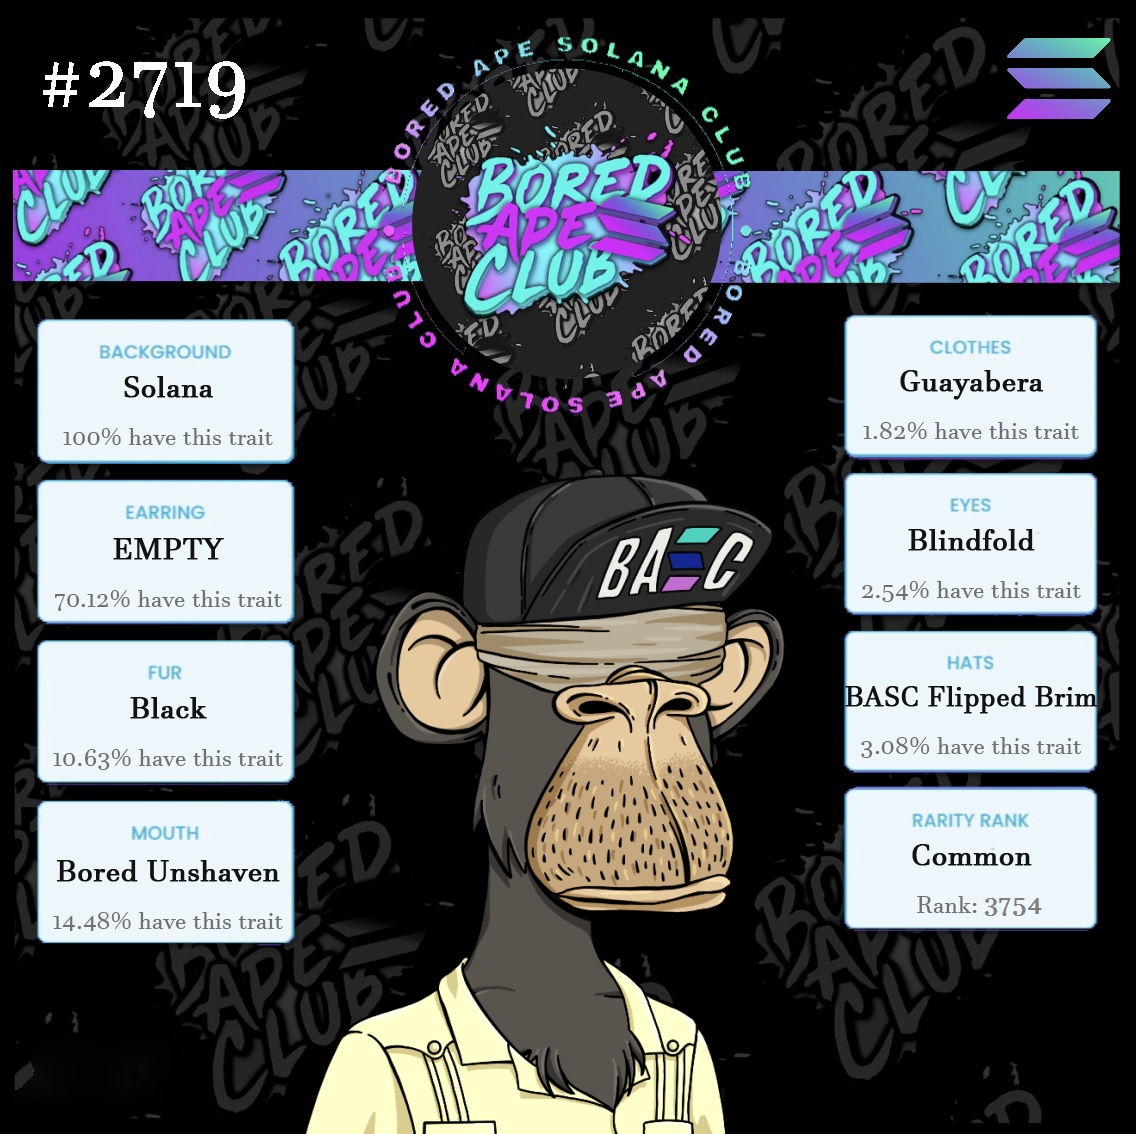 #2719
BORED APE SOLANA CLUB
BORED APE SOLANA CLUB
BORED
APE
CLUB
BACKGROUND
Solana
100% have this trait
EARRING
EMPTY
70.12% have this trait
FUR
Black
10.63% have this trait
MOUTH
Bored Unshaven
14.48% have this trait
CLOTHES
Guayabera
1.82% have this trait
EYES
Blindfold
2.54% have this trait
HATS
BASC Flipped Brim
3.08% have this trait
RARITY RANK
Common
Rank: 3754
BASC